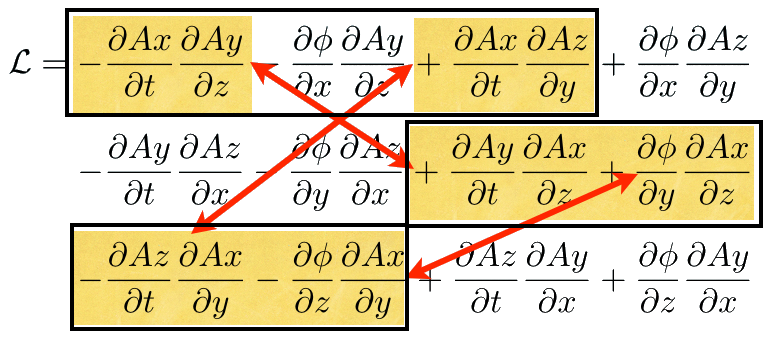 ℒ = − ∂Ax/∂t ∂Ay/∂z − ∂ϕ/∂x ∂Ay/∂z + ∂Ax/∂t ∂Az/∂y + ∂ϕ/∂x ∂Az/∂y
− ∂Ay/∂t ∂Az/∂x − ∂ϕ/∂y ∂Az/∂x + ∂Ay/∂t ∂Ax/∂z + ∂ϕ/∂y ∂Ax/∂z
− ∂Az/∂t ∂Ax/∂y − ∂ϕ/∂z ∂Ax/∂y + ∂Az/∂t ∂Ay/∂x + ∂ϕ/∂z ∂Ay/∂x